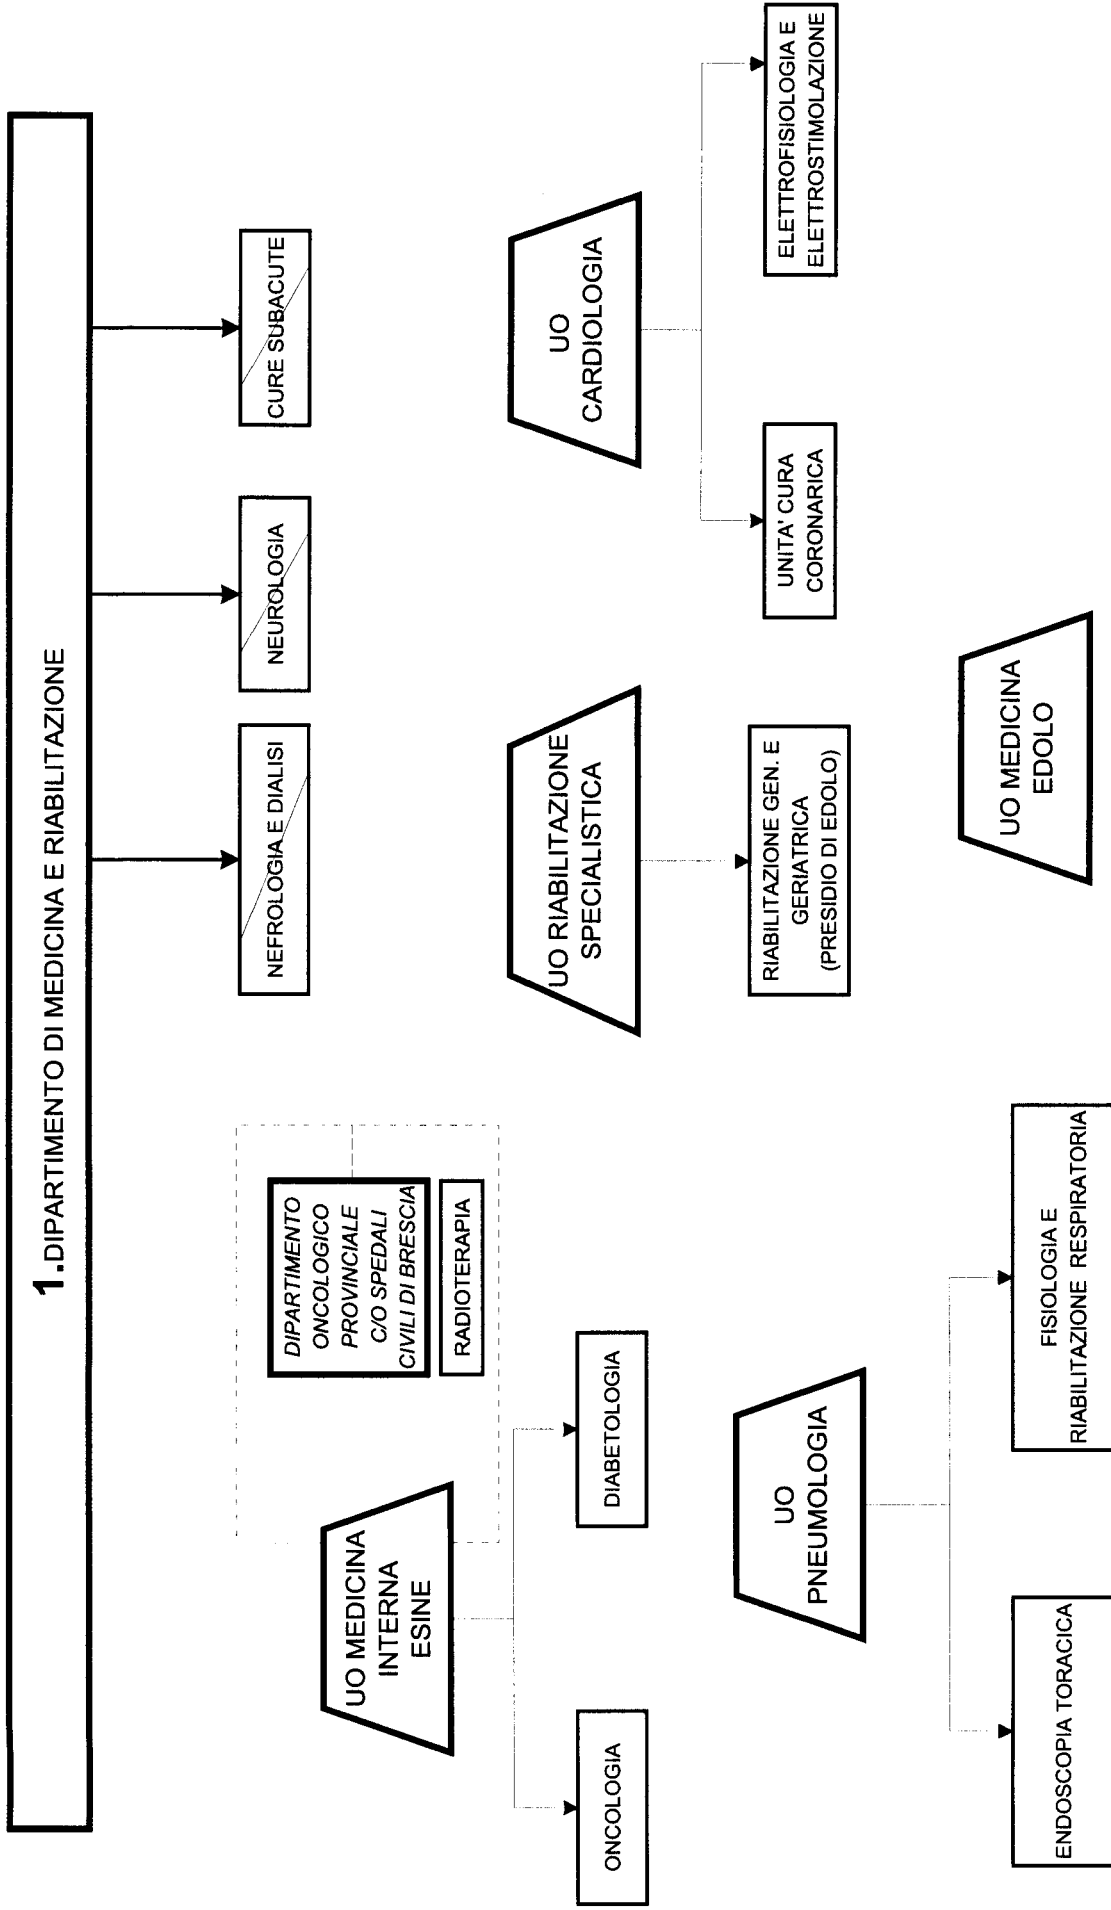 1.DIPARTIMENTO DI MEDICINA E RIABILITAZIONE
DIPARTIMENTO
ONCOLOGICO
PROVINCIALE
C/O SPEDALI
CIVILI DI BRESCIA
RADIOTERAPIA
NEFROLOGIA E DIALISI
NEUROLOGIA
CURE SUBACUTE
UO MEDICINA
INTERNA
ESINE
ONCOLOGIA
DIABETOLOGIA
UO RIABILITAZIONE
SPECIALISTICA
RIABILITAZIONE GEN. E
GERIATRICA
(PRESIDIO DI EDOLO)
UO
CARDIOLOGIA
UNITA' CURA
CORONARICA
ELETTROFISIOLOGIA E
ELETTROSTIMOLAZIONE
UO
PNEUMOLOGIA
ENDOSCOPIA TORACICA
FISIOLOGIA E
RIABILITAZIONE RESPIRATORIA
UO MEDICINA
EDOLO